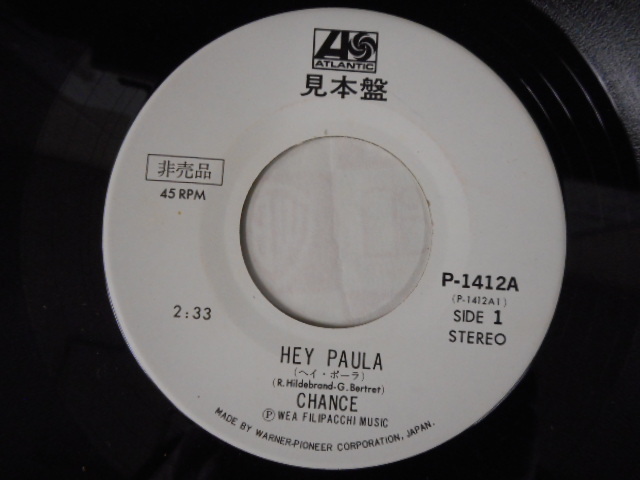 ATLANTIC
見本盤
非売品
45 RPM
P-1412A
(P-1412A1)
2:33
SIDE 1
STEREO
HEY PAULA
(ヘイ・ポーラ)
(R.Hildebrand-G.Bertret)
CHANCE
Ⓟ WEA FILIPACCHI MUSIC
MADE BY WARNER-PIONEER CORPORATION, JAPAN.